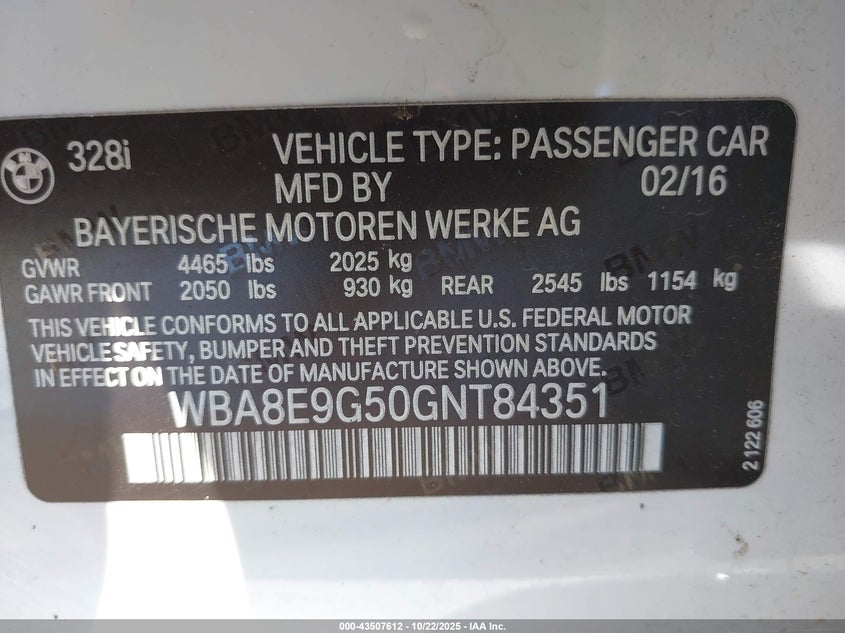 328i VEHICLE TYPE: PASSENGER CAR
MFD BY 02/16
BAYERISCHE MOTOREN WERKE AG
GVWR 4465 lbs 2025 kg
GAWR FRONT 2050 lbs 930 kg REAR 2545 lbs 1154 kg
THIS VEHICLE CONFORMS TO ALL APPLICABLE U.S. FEDERAL MOTOR
VEHICLE SAFETY, BUMPER AND THEFT PREVENTION STANDARDS
IN EFFECT ON THE DATE OF MANUFACTURE SHOWN ABOVE.
WBA8E9G50GNT84351
2 122 606
000-43507612 - 10/22/2025 - IAA Inc.